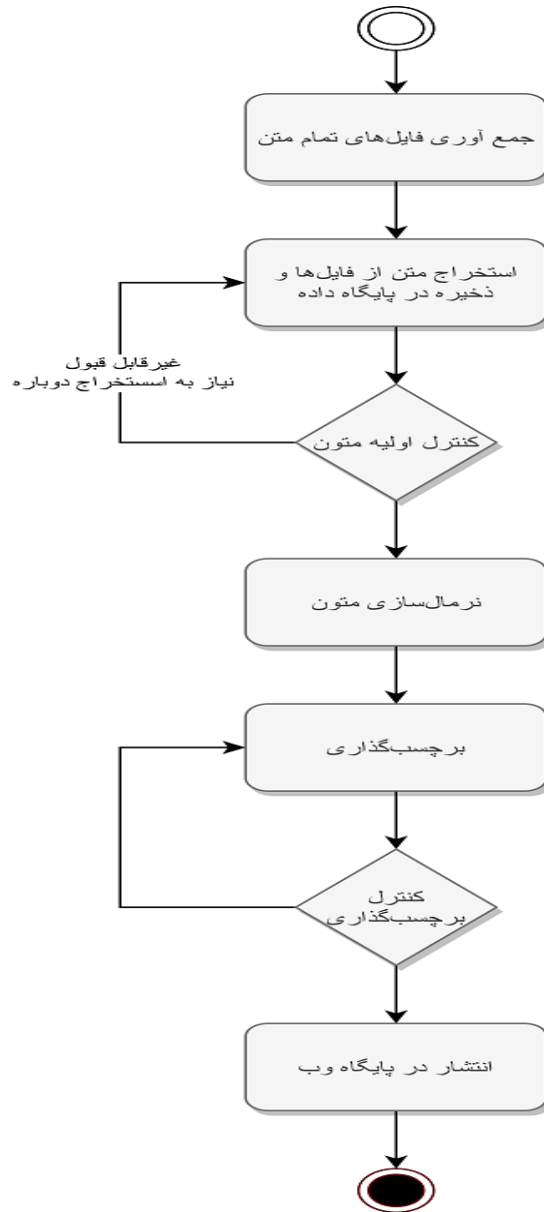 جمع آوری فایل‌های تمام متن
استخراج متن از فایل‌ها و
ذخیره در پایگاه داده
غیرقابل قبول
نیاز به اسستخراج دوباره
کنترل اولیه متون
نرمال‌سازی متون
برچسب‌گذاری
کنترل
برچسب‌گذاری
انتشار در پایگاه وب